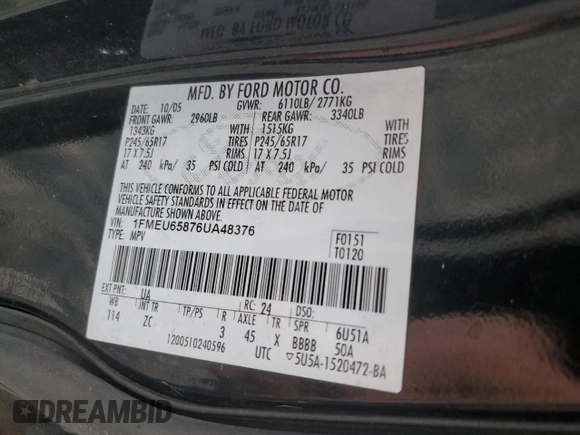 MFD. BY FORD MOTOR CO.
DATE: 10/05 GVWR: 6110LB/ 2771KG
FRONT GAWR: 2960LB REAR GAWR: 3340LB
1343KG WITH 1515KG WITH
P245/65R17 TIRES P245/65R17 TIRES
17 X 7.5J RIMS 17 X 7.5J RIMS
AT 240 kPa/ 35 PSI COLD AT 240 kPa/ 35 PSI COLD
THIS VEHICLE CONFORMS TO ALL APPLICABLE FEDERAL MOTOR
VEHICLE SAFETY STANDARDS IN EFFECT ON THE DATE OF
MANUFACTURE SHOWN ABOVE.
VIN: 1FMEU65876UA48376
TYPE: MPV
F0151
T0120
EXT PNT: UA RC: 24 DSO:
WB INT TR TP/PS R AXLE TR SPR 6U51A
114 ZC 3 45 X BBBB 50A
1200510240596 UTC ▽5U5A-1520472-BA
DREAMBID